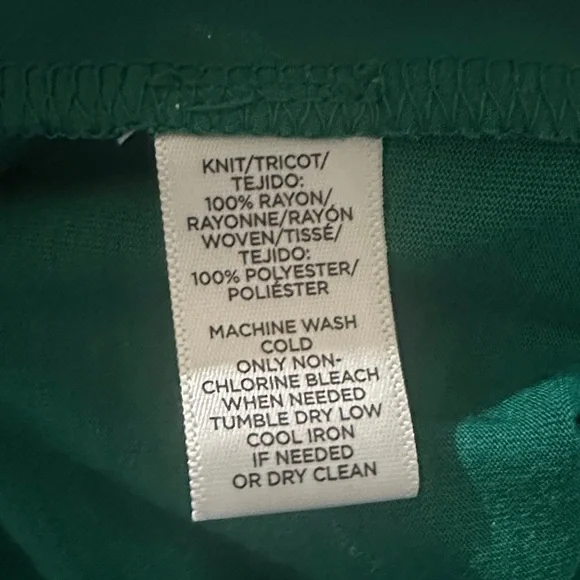 KNIT/TRICOT/
TEJIDO:
100% RAYON/
RAYONNE/RAYÓN
WOVEN/TISSÉ/
TEJIDO:
100% POLYESTER/
POLIÉSTER
MACHINE WASH
COLD
ONLY NON-
CHLORINE BLEACH
WHEN NEEDED
TUMBLE DRY LOW
COOL IRON
IF NEEDED
OR DRY CLEAN